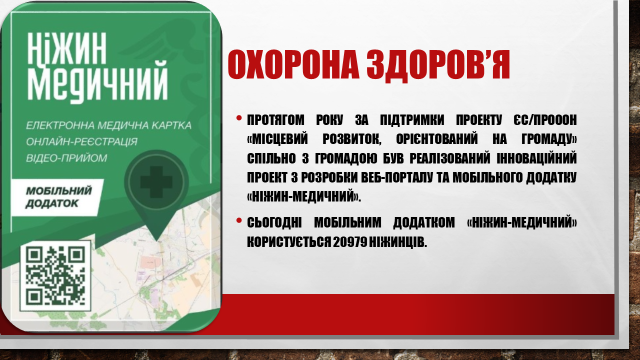 Ніжин
Медичний
ЕЛЕКТРОННА МЕДИЧНА КАРТКА
ОНЛАЙН-РЕЄСТРАЦІЯ
ВІДЕО-ПРИЙОМ
МОБІЛЬНИЙ
ДОДАТОК
ОХОРОНА ЗДОРОВ’Я
• ПРОТЯГОМ РОКУ ЗА ПІДТРИМКИ ПРОЕКТУ ЄС/ПРООН
«МІСЦЕВИЙ РОЗВИТОК, ОРІЄНТОВАНИЙ НА ГРОМАДУ»
СПІЛЬНО З ГРОМАДОЮ БУВ РЕАЛІЗОВАНИЙ ІННОВАЦІЙНИЙ
ПРОЕКТ З РОЗРОБКИ ВЕБ-ПОРТАЛУ ТА МОБІЛЬНОГО ДОДАТКУ
«НІЖИН-МЕДИЧНИЙ».
• СЬОГОДНІ МОБІЛЬНИМ ДОДАТКОМ «НІЖИН-МЕДИЧНИЙ»
КОРИСТУЄТЬСЯ 20979 НІЖИНЦІВ.